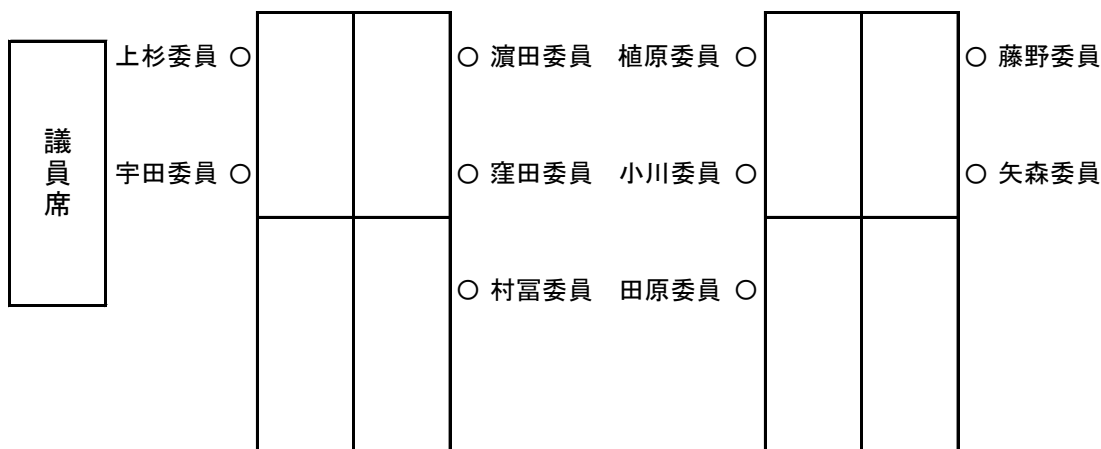 上杉委員 ○ ○ 濵田委員 植原委員 ○ ○ 藤野委員
議員席
宇田委員 ○ ○ 窪田委員 小川委員 ○ ○ 矢森委員
○ 村冨委員 田原委員 ○